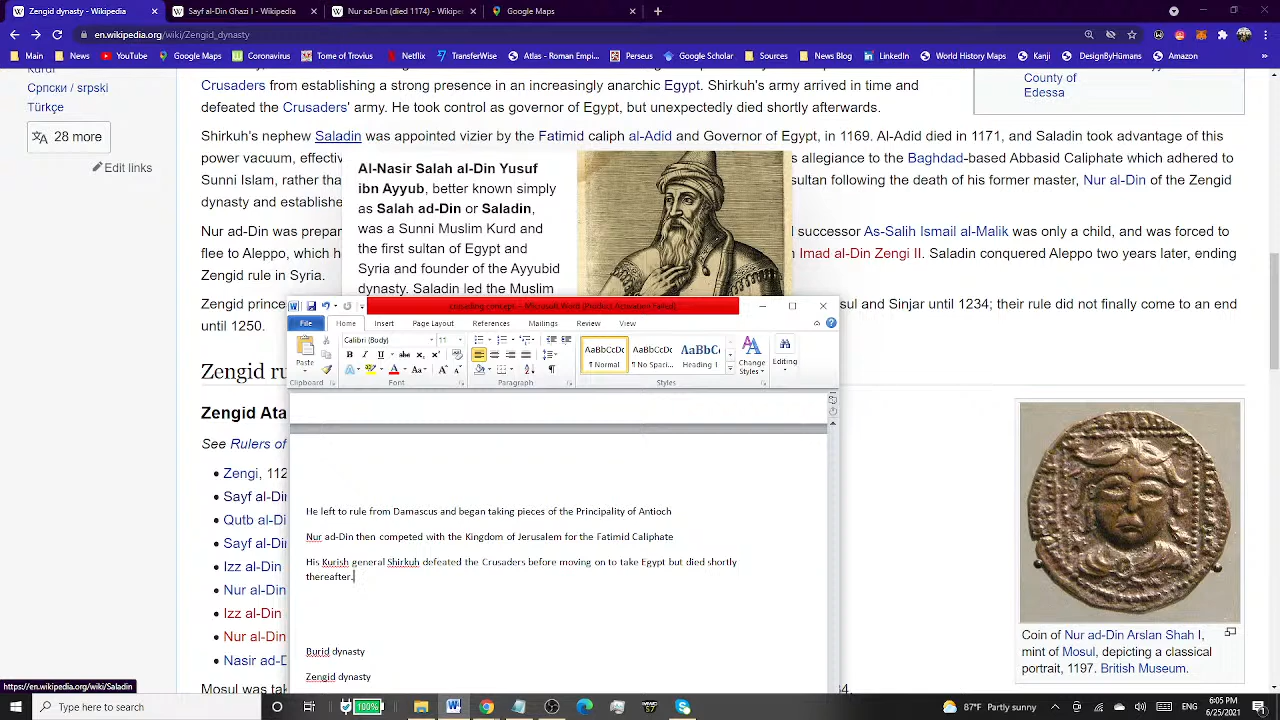 Zengid dynasty - Wikipedia
Sayf al-Din Ghazi I - Wikipedia
Nur ad-Din (died 1174) - Wikipe
Google Maps
en.wikipedia.org/wiki/Zengid_dynasty
Main
News
YouTube
Properties
Coronavirus
Tome of Trovius
Netflix
TransferWise
Atlas - Roman Empi...
Perseus
Google Scholar
Sources
News Blog
LinkedIn
World History Maps
Kanji
DesignByHumans
Amazon
Kurdî
Српски / srpski
Türkçe
28 more
Edit links
Crusaders from establishing a strong presence in an increasingly anarchic Egypt. Shirkuh's army arrived in time and
defeated the Crusaders' army. He took control as governor of Egypt, but unexpectedly died shortly afterwards.
County of
Edessa
Shirkuh's nephew Saladin was appointed vizier by the Fatimid caliph al-Adid and Governor of Egypt, in 1169. Al-Adid died in 1171, and Saladin took advantage of this
power vacuum, effectiv
s allegiance to the Baghdad-based Abbasid Caliphate which adhered to
Sunni Islam, rather tha
sultan following the death of his former master, Nur al-Din of the Zengid
dynasty and establishe
Nur ad-Din was prepar
l successor As-Salih Ismail al-Malik was only a child, and was forced to
flee to Aleppo, which h
Imad al-Din Zengi II. Saladin conquered Aleppo two years later, ending
Zengid rule in Syria.
Zengid prince
sul and Sinjar until 1234; their rule did not finally come to an end
until 1250.
Al-Nasir Salah al-Din Yusuf
ibn Ayyub, better known simply
as Salah ad-Din or Saladin,
was a Sunni Muslim Kurd and
the first sultan of Egypt and
Syria and founder of the Ayyubid
dynasty. Saladin led the Muslim
Zengid ru
Zengid Ata
See Rulers of
Zengi, 112
Sayf al-Di
Qutb al-Di
Sayf al-Di
Izz al-Din
Nur al-Din
Izz al-Din
Nur al-Din
Nasir ad-D
Mosul was tak
4.
crusading concept - Microsoft Word (Product Activation Failed)
File
Home
Insert
Page Layout
References
Mailings
Review
View
Paste
Calibri (Body)
11
AaBbCcDc
AaBbCcDc
AaBbCc
¶ Normal
¶ No Spaci...
Heading 1
Change
Styles
Editing
Clipboard
Font
Paragraph
Styles
He left to rule from Damascus and began taking pieces of the Principality of Antioch
Nur ad-Din then competed with the Kingdom of Jerusalem for the Fatimid Caliphate
His Kurish general Shirkuh defeated the Crusaders before moving on to take Egypt but died shortly
thereafter.
Burid dynasty
Zengid dynasty
Coin of Nur ad-Din Arslan Shah I,
mint of Mosul, depicting a classical
portrait, 1197. British Museum.
https://en.wikipedia.org/wiki/Saladin
Type here to search
100%
87°F Partly sunny
6:05 PM
6/25/2021